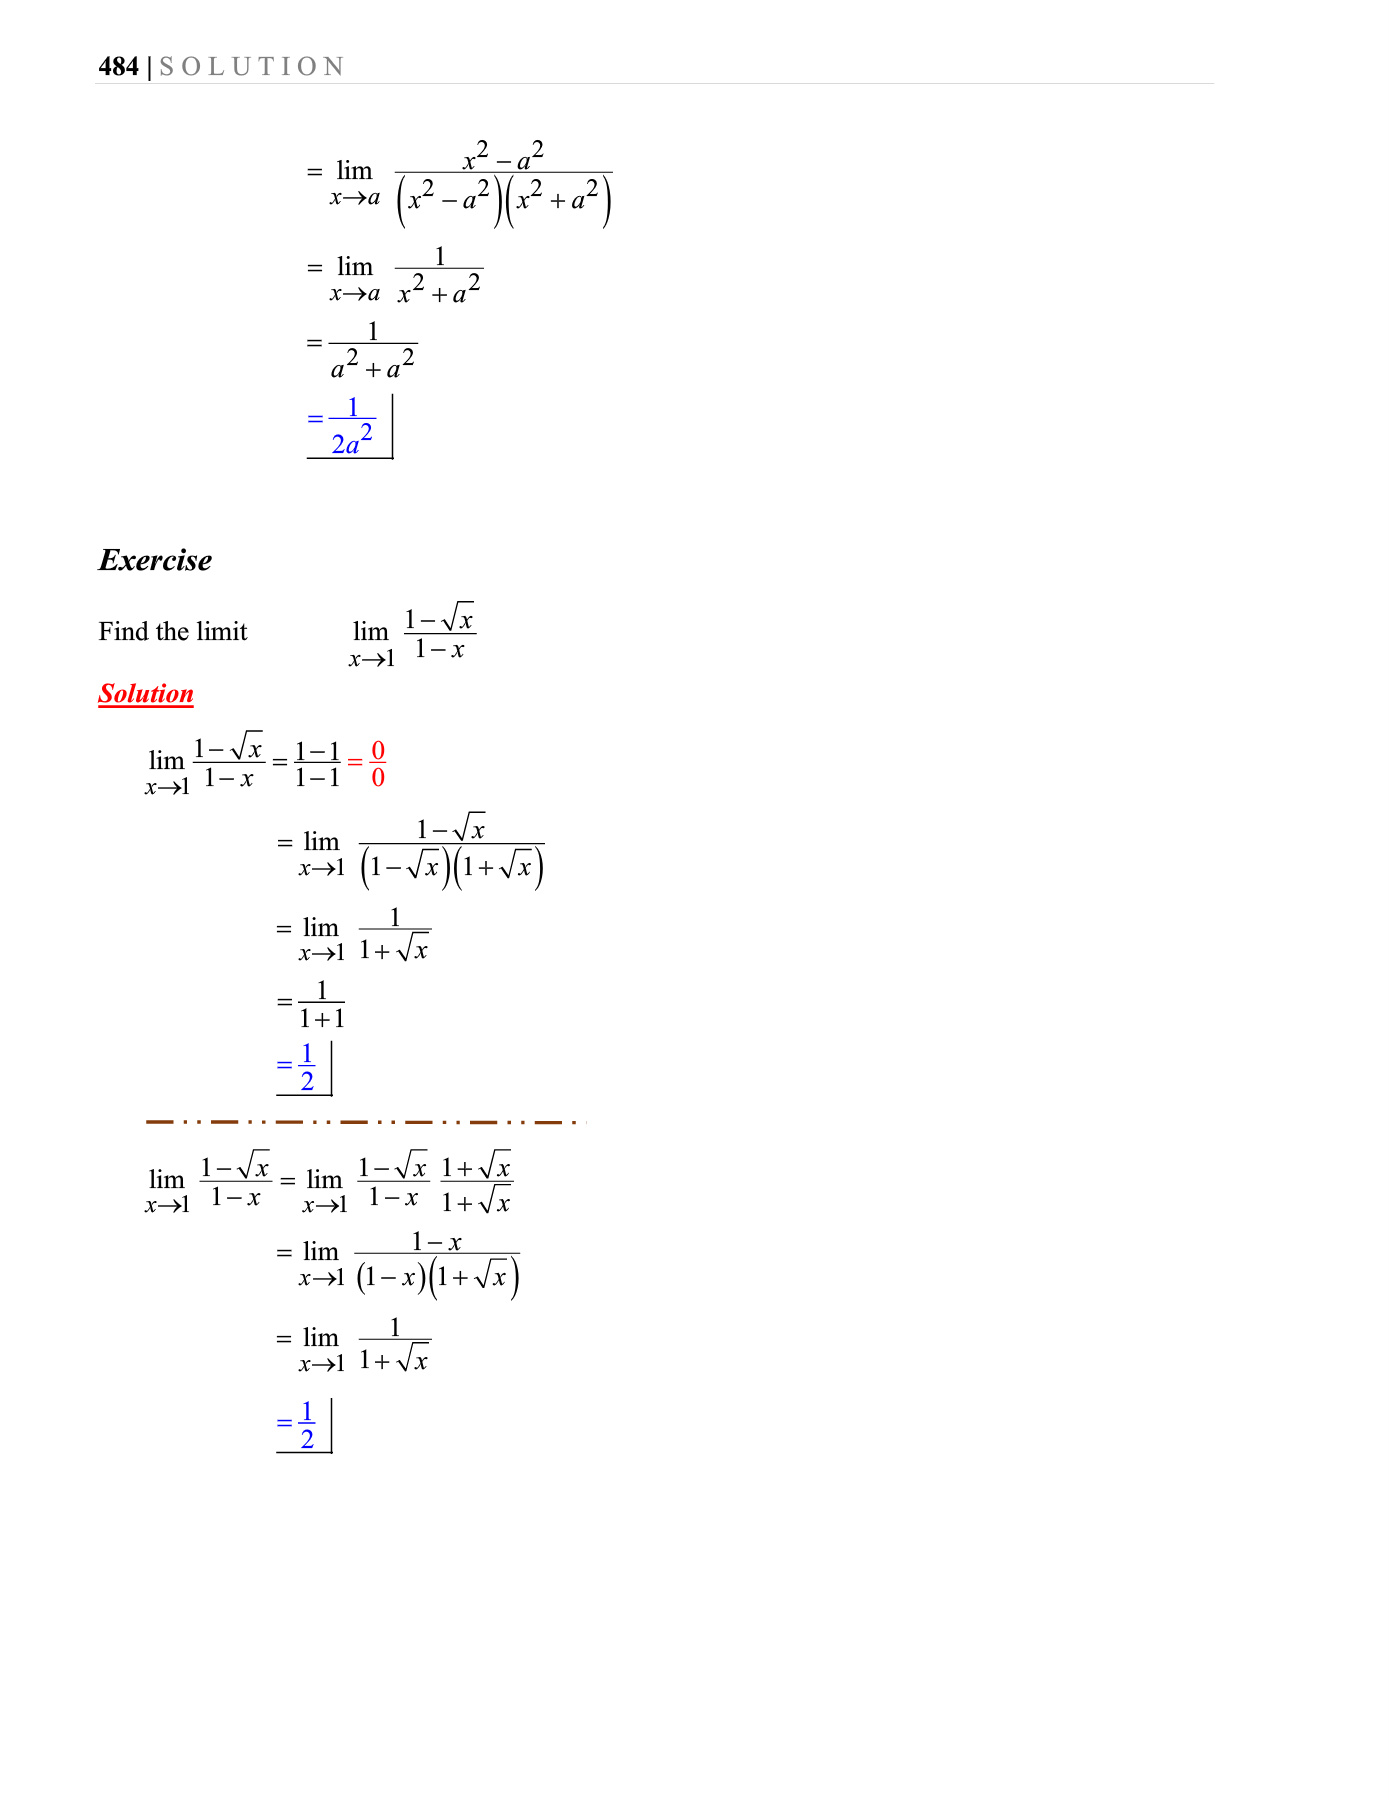 484 | SOLUTION
$= \lim_{x \to a} \frac{x^2 - a^2}{(x^2 - a^2)(x^2 + a^2)}$
$= \lim_{x \to a} \frac{1}{x^2 + a^2}$
$= \frac{1}{a^2 + a^2}$
$= \frac{1}{2a^2}$
Exercise
Find the limit $\lim_{x \to 1} \frac{1 - \sqrt{x}}{1 - x}$
Solution
$\lim_{x \to 1} \frac{1 - \sqrt{x}}{1 - x} = \frac{1 - 1}{1 - 1} = \frac{0}{0}$
$= \lim_{x \to 1} \frac{1 - \sqrt{x}}{(1 - \sqrt{x})(1 + \sqrt{x})}$
$= \lim_{x \to 1} \frac{1}{1 + \sqrt{x}}$
$= \frac{1}{1 + 1}$
$= \frac{1}{2}$
$\lim_{x \to 1} \frac{1 - \sqrt{x}}{1 - x} = \lim_{x \to 1} \frac{1 - \sqrt{x}}{1 - x} \frac{1 + \sqrt{x}}{1 + \sqrt{x}}$
$= \lim_{x \to 1} \frac{1 - x}{(1 - x)(1 + \sqrt{x})}$
$= \lim_{x \to 1} \frac{1}{1 + \sqrt{x}}$
$= \frac{1}{2}$